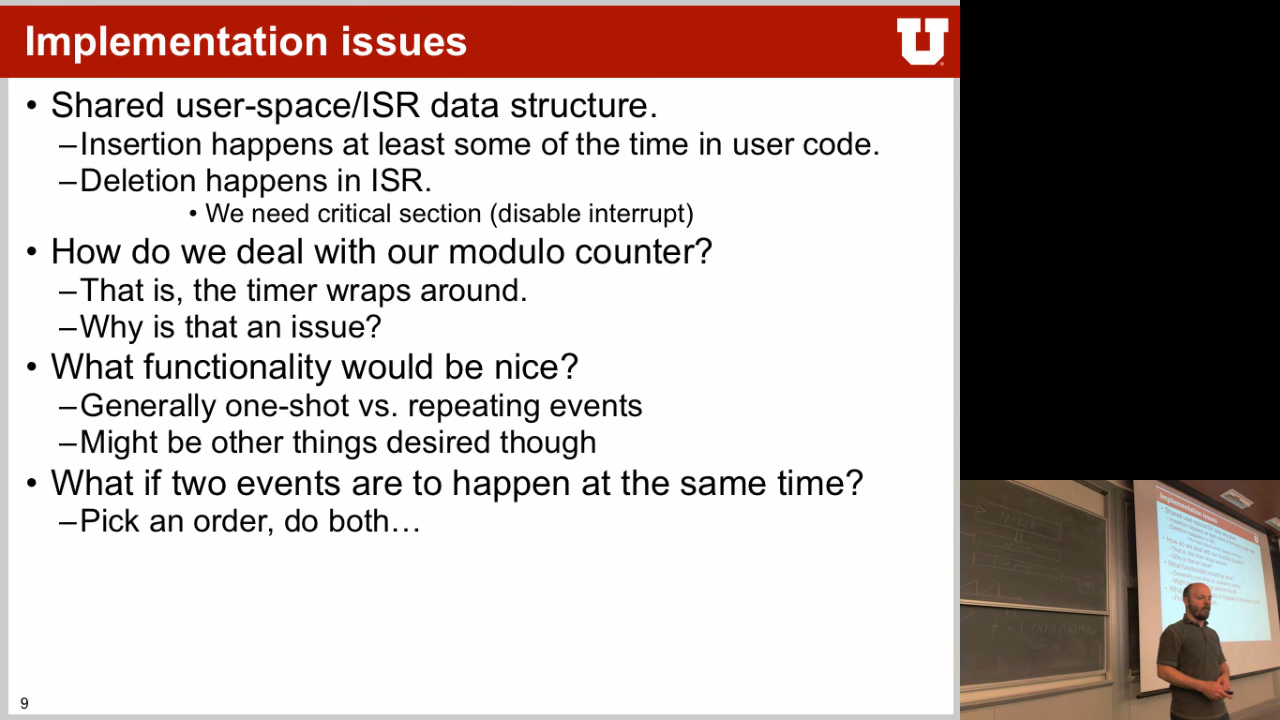 Implementation issues
U
• Shared user-space/ISR data structure.
–Insertion happens at least some of the time in user code.
–Deletion happens in ISR.
• We need critical section (disable interrupt)
• How do we deal with our modulo counter?
–That is, the timer wraps around.
–Why is that an issue?
• What functionality would be nice?
–Generally one-shot vs. repeating events
–Might be other things desired though
• What if two events are to happen at the same time?
–Pick an order, do both…
9
Implementation issues